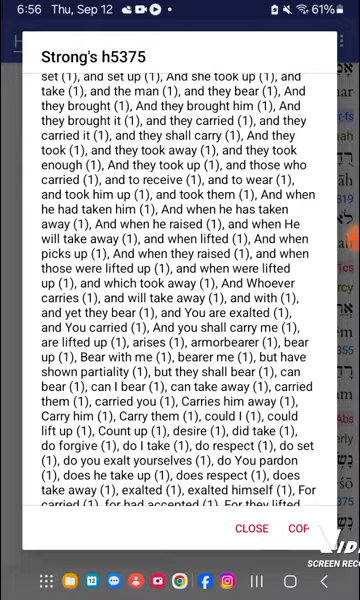 6:56 Thu, Sep 12 61%
Strong's h5375
set (1), and set up (1), And she took up (1), and
take (1), and the man (1), and they bear (1), And
they brought (1), And they brought him (1), And
they brought it (1), and they carried (1), and they
carried it (1), and they shall carry (1), And they
took (1), and they took away (1), and they took
enough (1), And they took up (1), and those who
carried (1), and to receive (1), and to wear (1),
and took him up (1), and took them (1), And when
he had taken him (1), And when he has taken
away (1), And when he raised (1), and when He
will take away (1), and when lifted (1), And when
picks up (1), And when they raised (1), and when
those were lifted up (1), and when were lifted
up (1), and which took away (1), And Whoever
carries (1), and will take away (1), and with (1),
and yet they bear (1), and You are exalted (1),
and You carried (1), And you shall carry me (1),
are lifted up (1), arises (1), armorbearer (1), bear
up (1), Bear with me (1), bearer me (1), but have
shown partiality (1), but they shall bear (1), can
bear (1), can I bear (1), can take away (1), carried
them (1), carried you (1), Carries him away (1),
Carry him (1), Carry them (1), could I (1), could
lift up (1), Count up (1), desire (1), did take (1),
do forgive (1), do I take (1), do respect (1), do set
(1), do you exalt yourselves (1), do You pardon
(1), does he take up (1), does respect (1), does
take away (1), exalted (1), exalted himself (1), For
carried (1), for had accepted (1), For they lifted
CLOSE COP
SCREEN REC